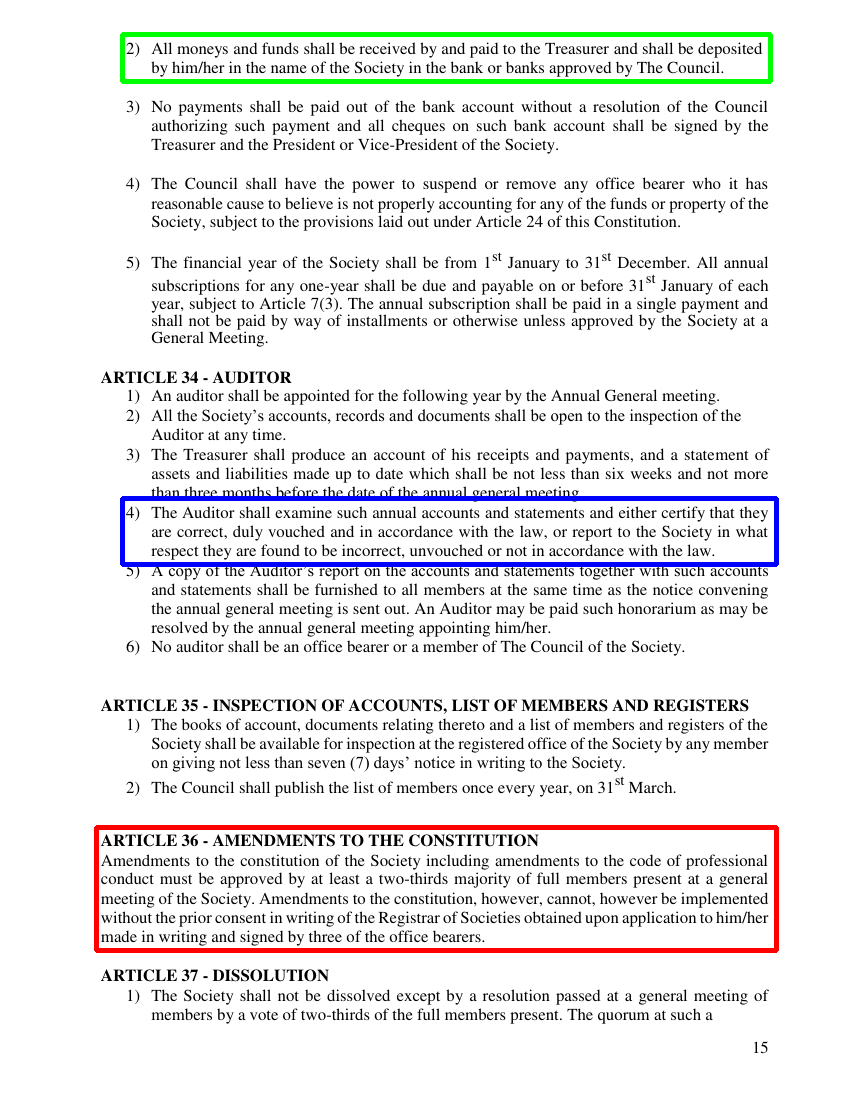 2) All moneys and funds shall be received by and paid to the Treasurer and shall be deposited
by him/her in the name of the Society in the bank or banks approved by The Council.
3) No payments shall be paid out of the bank account without a resolution of the Council
authorizing such payment and all cheques on such bank account shall be signed by the
Treasurer and the President or Vice-President of the Society.
4) The Council shall have the power to suspend or remove any office bearer who it has
reasonable cause to believe is not properly accounting for any of the funds or property of the
Society, subject to the provisions laid out under Article 24 of this Constitution.
5) The financial year of the Society shall be from 1st January to 31st December. All annual
subscriptions for any one-year shall be due and payable on or before 31st January of each
year, subject to Article 7(3). The annual subscription shall be paid in a single payment and
shall not be paid by way of installments or otherwise unless approved by the Society at a
General Meeting.
ARTICLE 34 - AUDITOR
1) An auditor shall be appointed for the following year by the Annual General meeting.
2) All the Society's accounts, records and documents shall be open to the inspection of the
Auditor at any time.
3) The Treasurer shall produce an account of his receipts and payments, and a statement of
assets and liabilities made up to date which shall be not less than six weeks and not more
than three months before the date of the annual general meeting
4) The Auditor shall examine such annual accounts and statements and either certify that they
are correct, duly vouched and in accordance with the law, or report to the Society in what
respect they are found to be incorrect, unvouched or not in accordance with the law.
5) A copy of the Auditor's report on the accounts and statements together with such accounts
and statements shall be furnished to all members at the same time as the notice convening
the annual general meeting is sent out. An Auditor may be paid such honorarium as may be
resolved by the annual general meeting appointing him/her.
6) No auditor shall be an office bearer or a member of The Council of the Society.
ARTICLE 35 - INSPECTION OF ACCOUNTS, LIST OF MEMBERS AND REGISTERS
1) The books of account, documents relating thereto and a list of members and registers of the
Society shall be available for inspection at the registered office of the Society by any member
on giving not less than seven (7) days' notice in writing to the Society.
2) The Council shall publish the list of members once every year, on 31st March.
ARTICLE 36 - AMENDMENTS TO THE CONSTITUTION
Amendments to the constitution of the Society including amendments to the code of professional
conduct must be approved by at least a two-thirds majority of full members present at a general
meeting of the Society. Amendments to the constitution, however, cannot, however be implemented
without the prior consent in writing of the Registrar of Societies obtained upon application to him/her
made in writing and signed by three of the office bearers.
ARTICLE 37 - DISSOLUTION
1) The Society shall not be dissolved except by a resolution passed at a general meeting of
members by a vote of two-thirds of the full members present. The quorum at such a
15